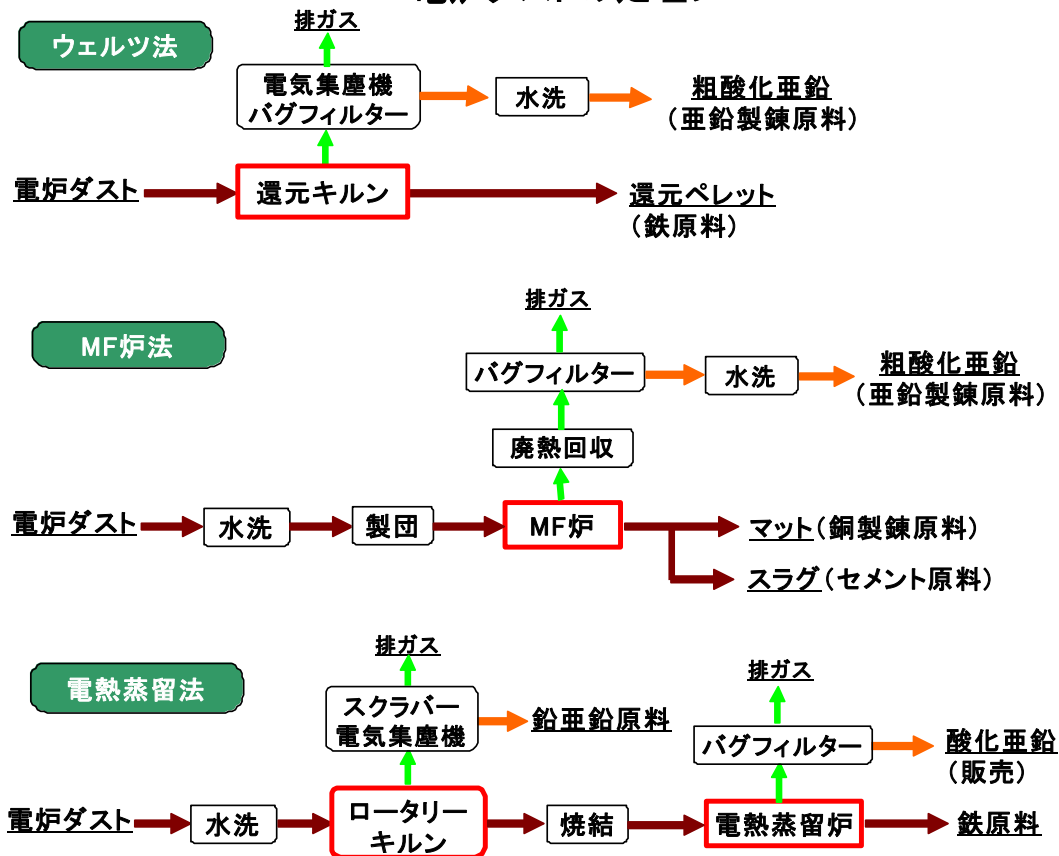 ウェルツ法
排ガス
電気集塵機
バグフィルター
水洗
粗酸化亜鉛
(亜鉛製錬原料)
電炉ダスト
還元キルン
還元ペレット
(鉄原料)
MF炉法
排ガス
バグフィルター
水洗
粗酸化亜鉛
(亜鉛製錬原料)
廃熱回収
電炉ダスト
水洗
製団
MF炉
マット(銅製錬原料)
スラグ(セメント原料)
電熱蒸留法
排ガス
スクラバー
電気集塵機
鉛亜鉛原料
排ガス
バグフィルター
酸化亜鉛
(販売)
電炉ダスト
水洗
ロータリー
キルン
焼結
電熱蒸留炉
鉄原料